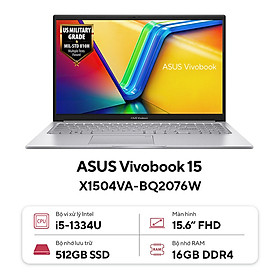 US MILITARY
GRADE
MIL-STD 810H
ASUS Vivobook
ASUS Vivobook 15
X1504VA-BQ2076W
Bộ vi xử lý Intel
CPU
i5-1334U
Màn hình
15.6" FHD
Bộ nhớ lưu trữ
512GB SSD
Bộ nhớ RAM
16GB DDR4